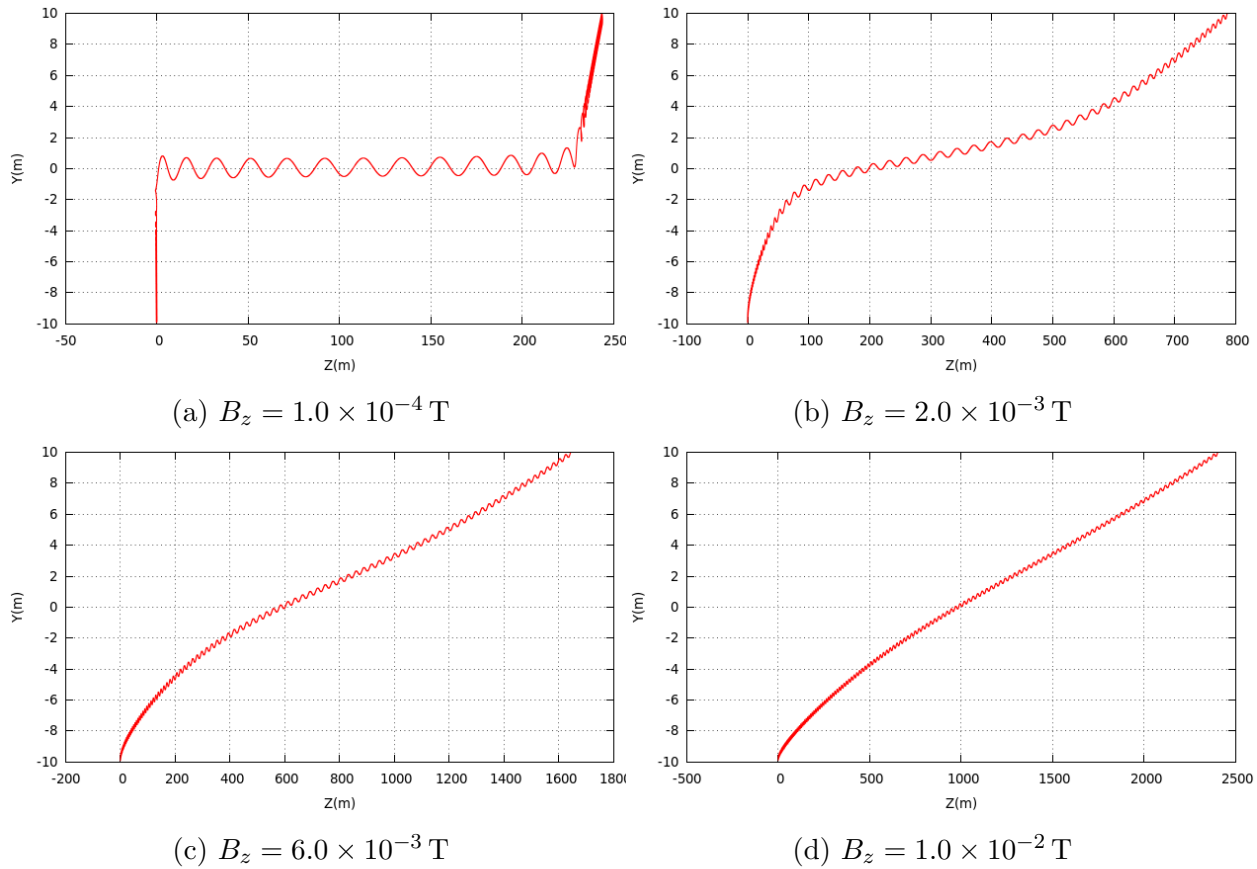 10
8
6
4
2
0
-2
-4
-6
-8
-10
Y(m)
-50 0 50 100 150 200 250
Z(m)
(a) B_z = 1.0 × 10^{-4} T
10
8
6
4
2
0
-2
-4
-6
-8
-10
Y(m)
-100 0 100 200 300 400 500 600 700 800
Z(m)
(b) B_z = 2.0 × 10^{-3} T
10
8
6
4
2
0
-2
-4
-6
-8
-10
Y(m)
-200 0 200 400 600 800 1000 1200 1400 1600 1800
Z(m)
(c) B_z = 6.0 × 10^{-3} T
10
8
6
4
2
0
-2
-4
-6
-8
-10
Y(m)
-500 0 500 1000 1500 2000 2500
Z(m)
(d) B_z = 1.0 × 10^{-2} T